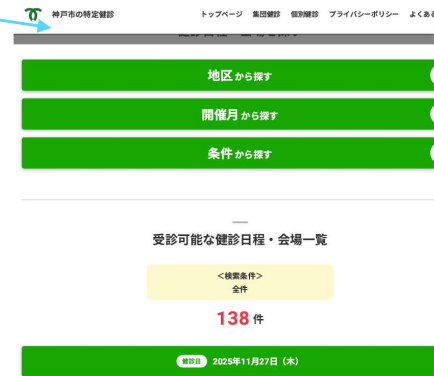 神戸市の特定健診
トップページ 集団健診 個別健診 プライバシーポリシー よくある
地区から探す
開催月から探す
条件から探す
受診可能な健診日程・会場一覧
<検索条件>
全件
138 件
健診日 2025年11月27日（木）